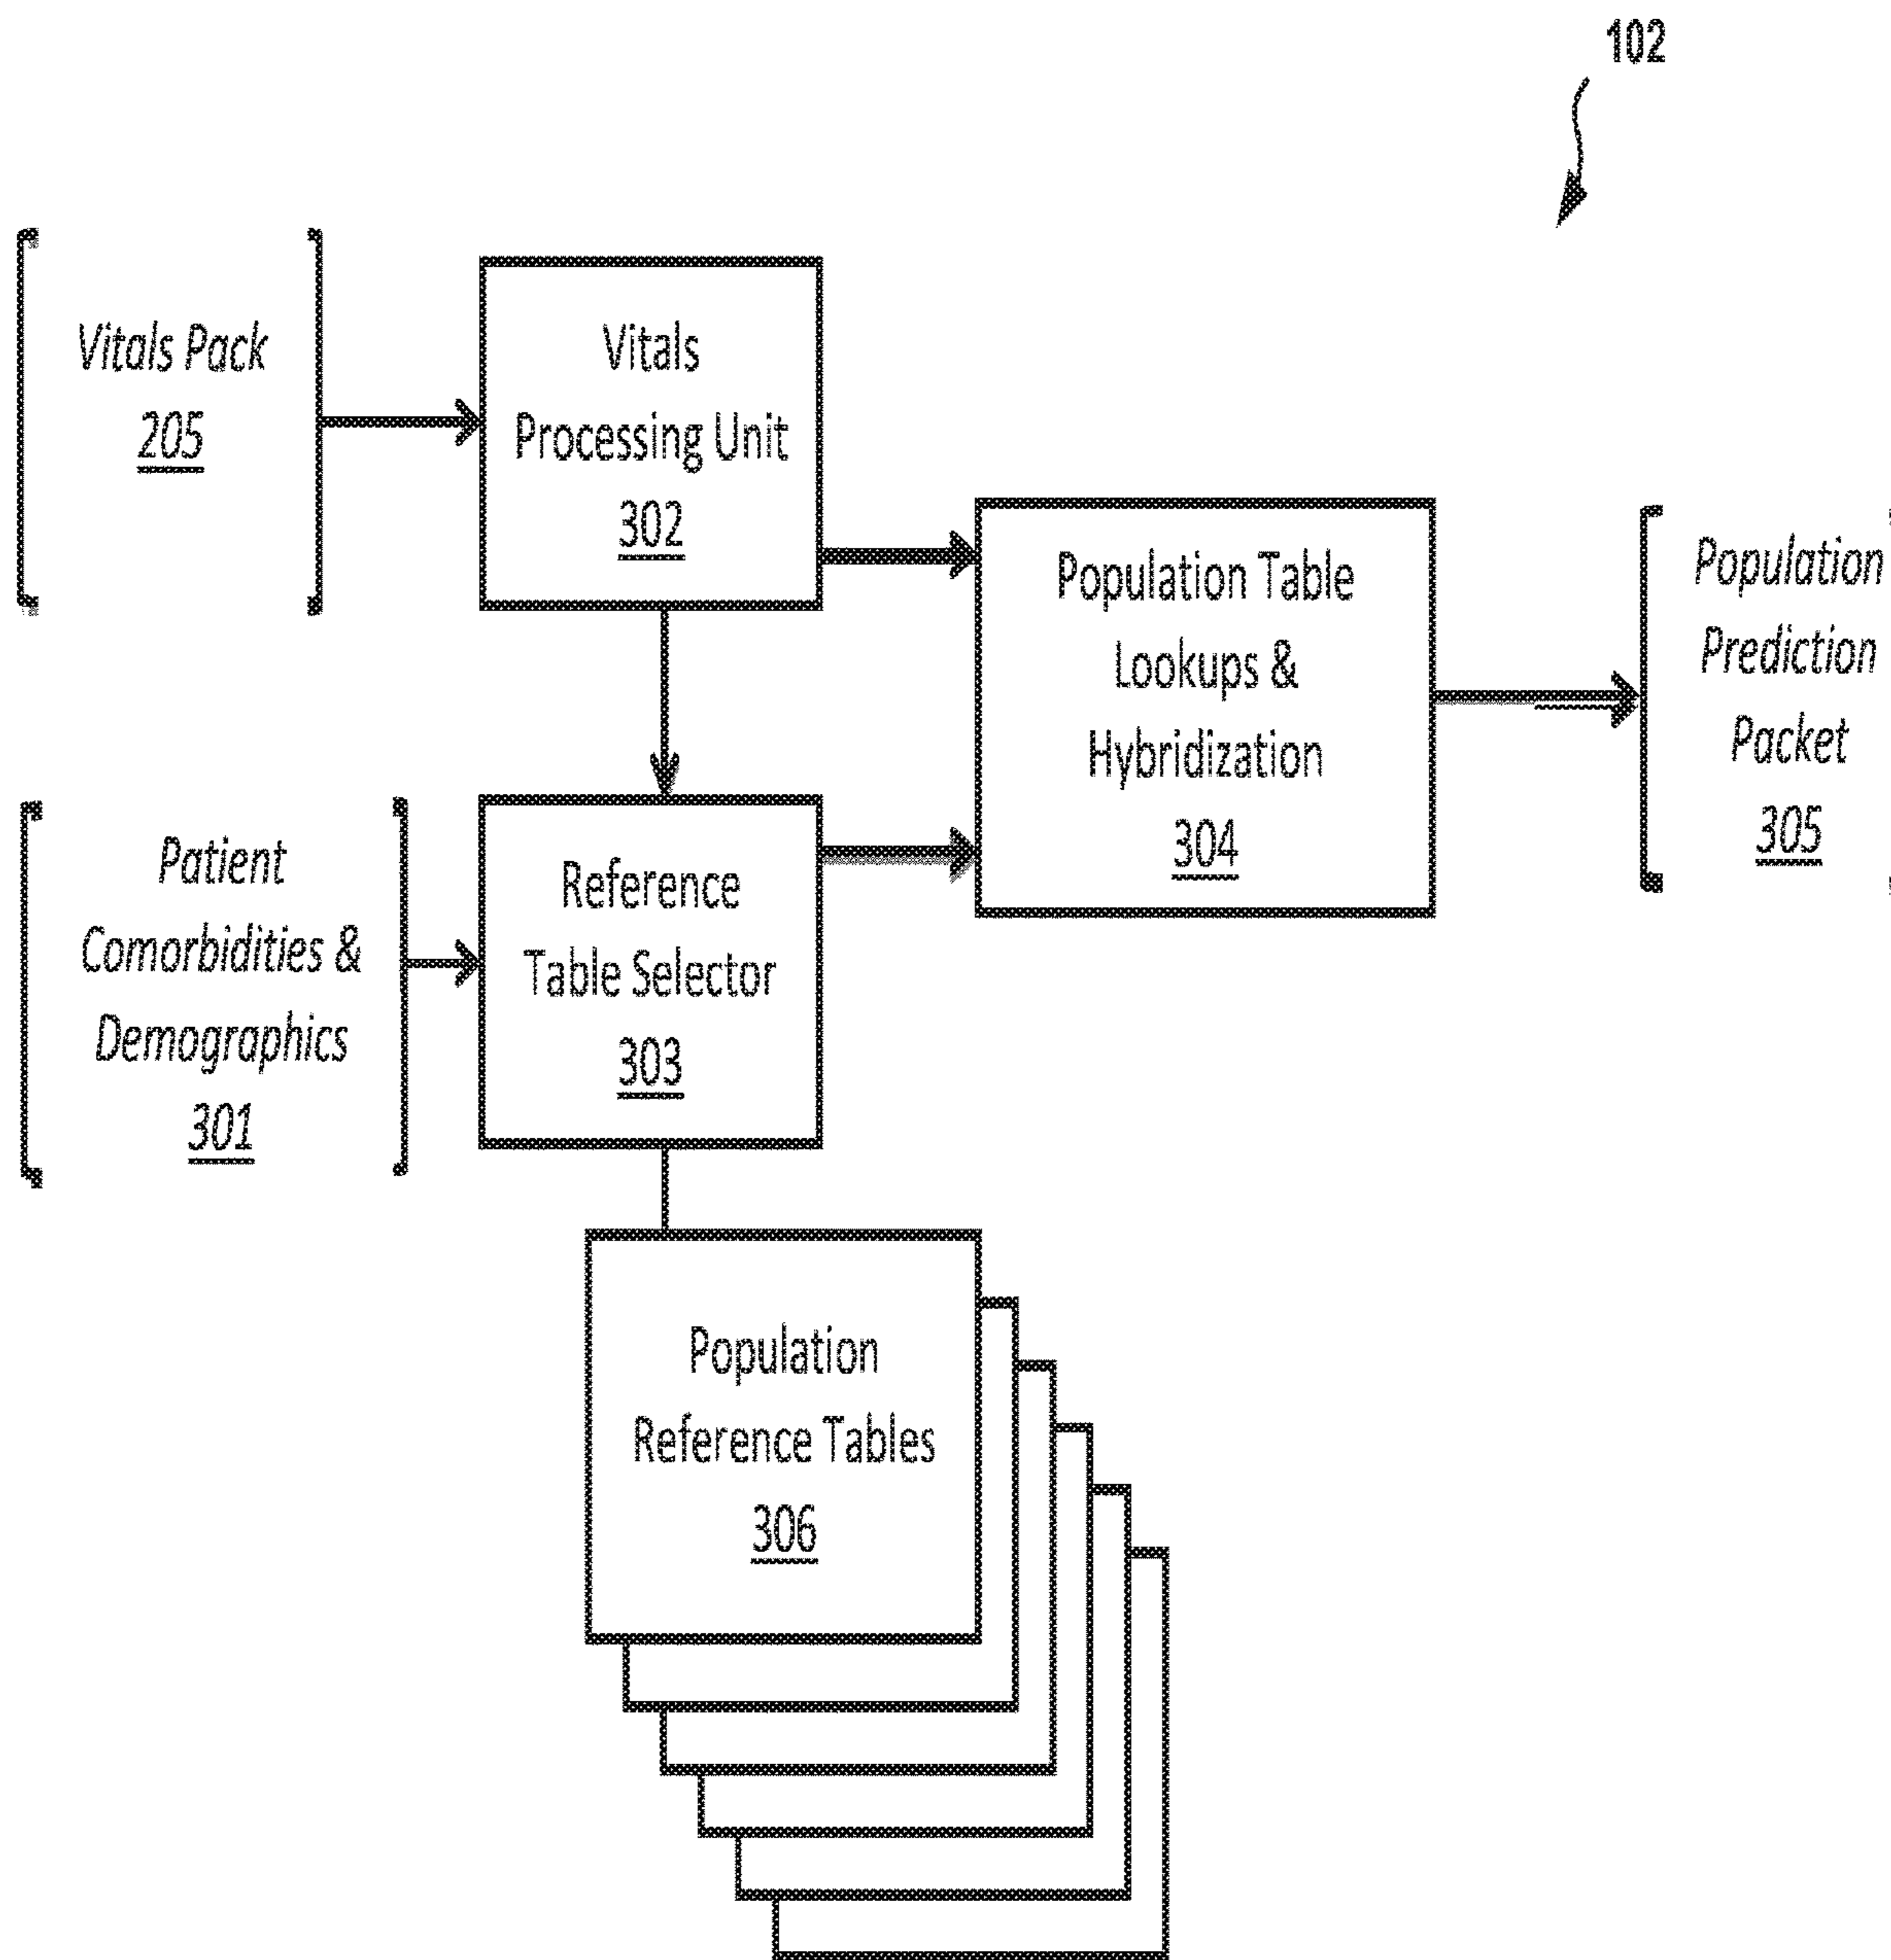 102
Vitals Pack
205
Vitals
Processing Unit
302
Population Table
Lookups &
Hybridization
304
Population
Prediction
Packet
305
Patient
Comorbidities &
Demographics
301
Reference
Table Selector
303
Population
Reference Tables
306